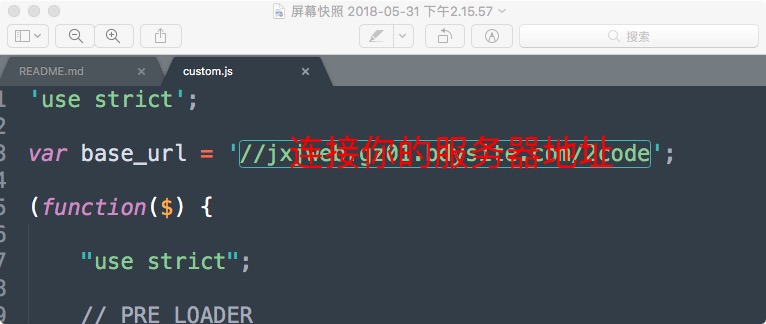 屏幕快照 2018-05-31 下午2.15.57
搜索
README.md
custom.js
1 'use strict';
2
3 var base_url = '//jxjweb.gz01.bdysite.com/2code';
连接你的服务器地址
4
5 (function($) {
6
7 "use strict";
8
9 // PRE LOADER